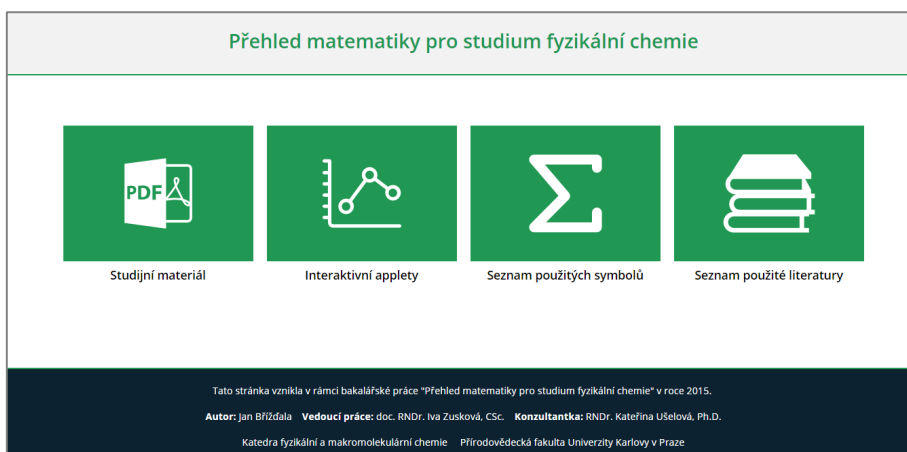 Přehled matematiky pro studium fyzikální chemie
PDF
Studijní materiál
Interaktivní applety
Seznam použitých symbolů
Seznam použité literatury
Tato stránka vznikla v rámci bakalářské práce "Přehled matematiky pro studium fyzikální chemie" v roce 2015.
Autor: Jan Břížďala Vedoucí práce: doc. RNDr. Iva Zusková, CSc. Konzultantka: RNDr. Kateřina Ušelová, Ph.D.
Katedra fyzikální a makromolekulární chemie Přírodovědecká fakulta Univerzity Karlovy v Praze